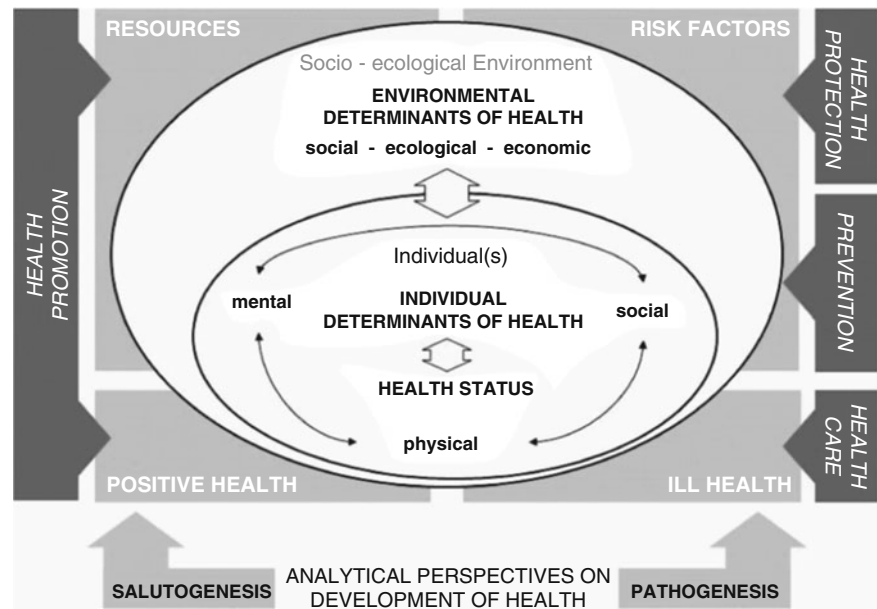 RESOURCES
RISK FACTORS
HEALTH
PROMOTION
HEALTH
PROTECTION
PREVENTION
HEALTH
CARE
Socio - ecological Environment
ENVIRONMENTAL
DETERMINANTS OF HEALTH
social - ecological - economic
Individual(s)
mental
INDIVIDUAL
DETERMINANTS OF HEALTH
social
HEALTH STATUS
physical
POSITIVE HEALTH
ILL HEALTH
SALUTOGENESIS
ANALYTICAL PERSPECTIVES ON
DEVELOPMENT OF HEALTH
PATHOGENESIS